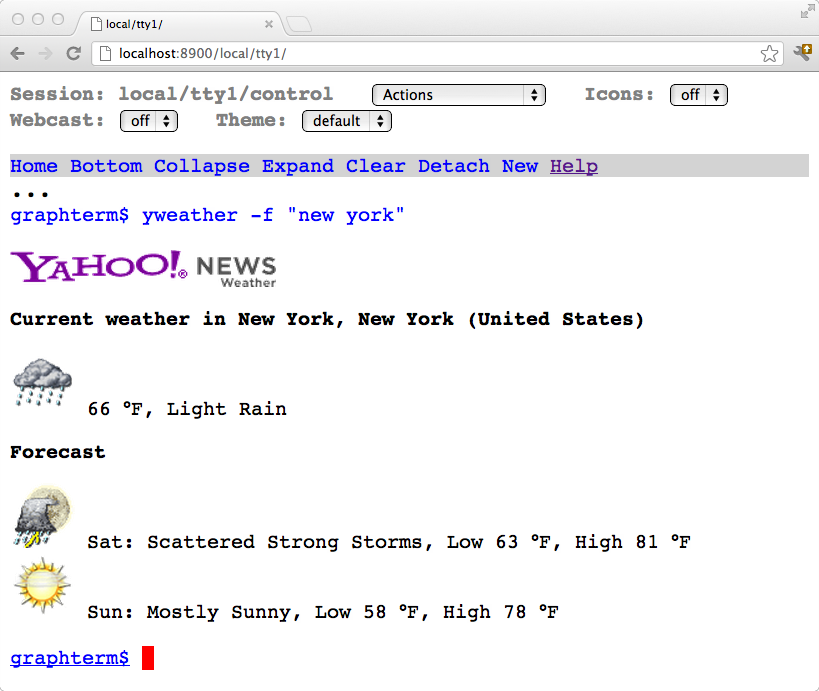 local/tty1/
localhost:8900/local/tty1/
Session: local/tty1/control Actions Icons: off
Webcast: off Theme: default
Home Bottom Collapse Expand Clear Detach New Help
...
graphterm$ yweather -f "new york"
YAHOO!® NEWS
Weather
Current weather in New York, New York (United States)
66 °F, Light Rain
Forecast
Sat: Scattered Strong Storms, Low 63 °F, High 81 °F
Sun: Mostly Sunny, Low 58 °F, High 78 °F
graphterm$